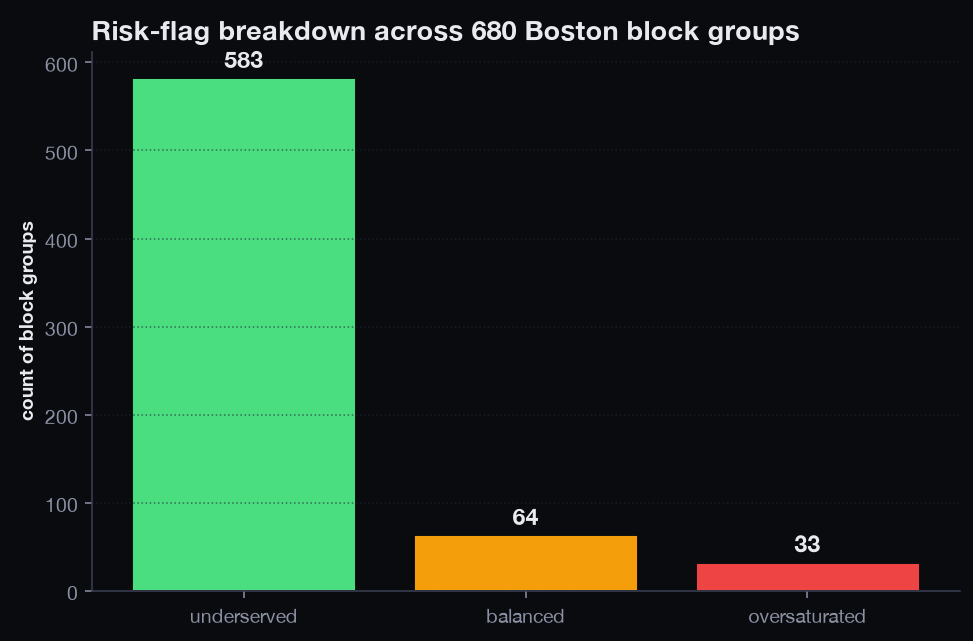 Risk-flag breakdown across 680 Boston block groups
583
600
500
400
300
200
100
0
count of block groups
64
33
underserved
balanced
oversaturated